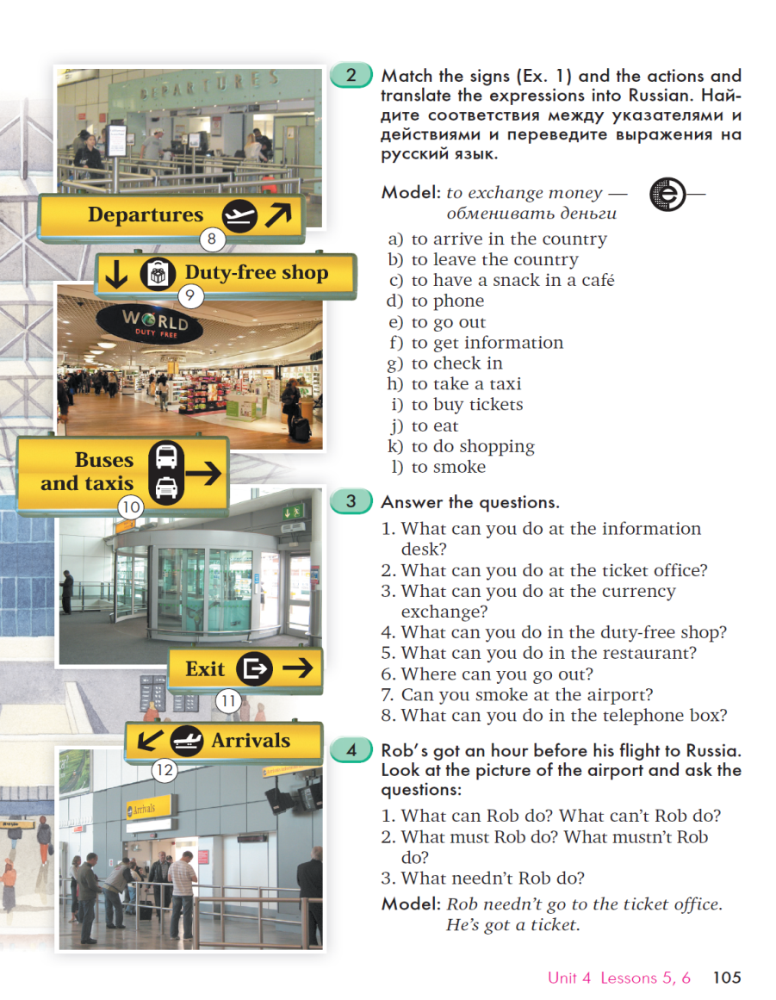 DEPARTURES
Departures
8
Duty-free shop
9
WORLD
DUTY FREE
Buses
and taxis
10
Exit
11
Arrivals
12
Arrivals
2 Match the signs (Ex. 1) and the actions and
translate the expressions into Russian. Най-
дите соответствия между указателями и
действиями и переведите выражения на
русский язык.
Model: to exchange money — e —
обменивать деньги
a) to arrive in the country
b) to leave the country
c) to have a snack in a café
d) to phone
e) to go out
f) to get information
g) to check in
h) to take a taxi
i) to buy tickets
j) to eat
k) to do shopping
l) to smoke
3 Answer the questions.
1. What can you do at the information
desk?
2. What can you do at the ticket office?
3. What can you do at the currency
exchange?
4. What can you do in the duty-free shop?
5. What can you do in the restaurant?
6. Where can you go out?
7. Can you smoke at the airport?
8. What can you do in the telephone box?
4 Rob’s got an hour before his flight to Russia.
Look at the picture of the airport and ask the
questions:
1. What can Rob do? What can’t Rob do?
2. What must Rob do? What mustn’t Rob
do?
3. What needn’t Rob do?
Model: Rob needn’t go to the ticket office.
He’s got a ticket.
Unit 4 Lessons 5, 6 105